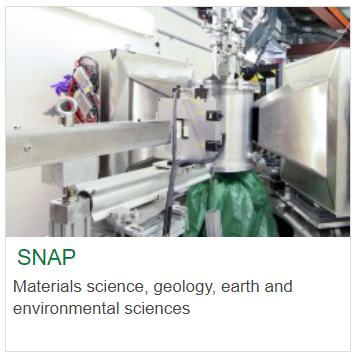 SNAP
Materials science, geology, earth and
environmental sciences